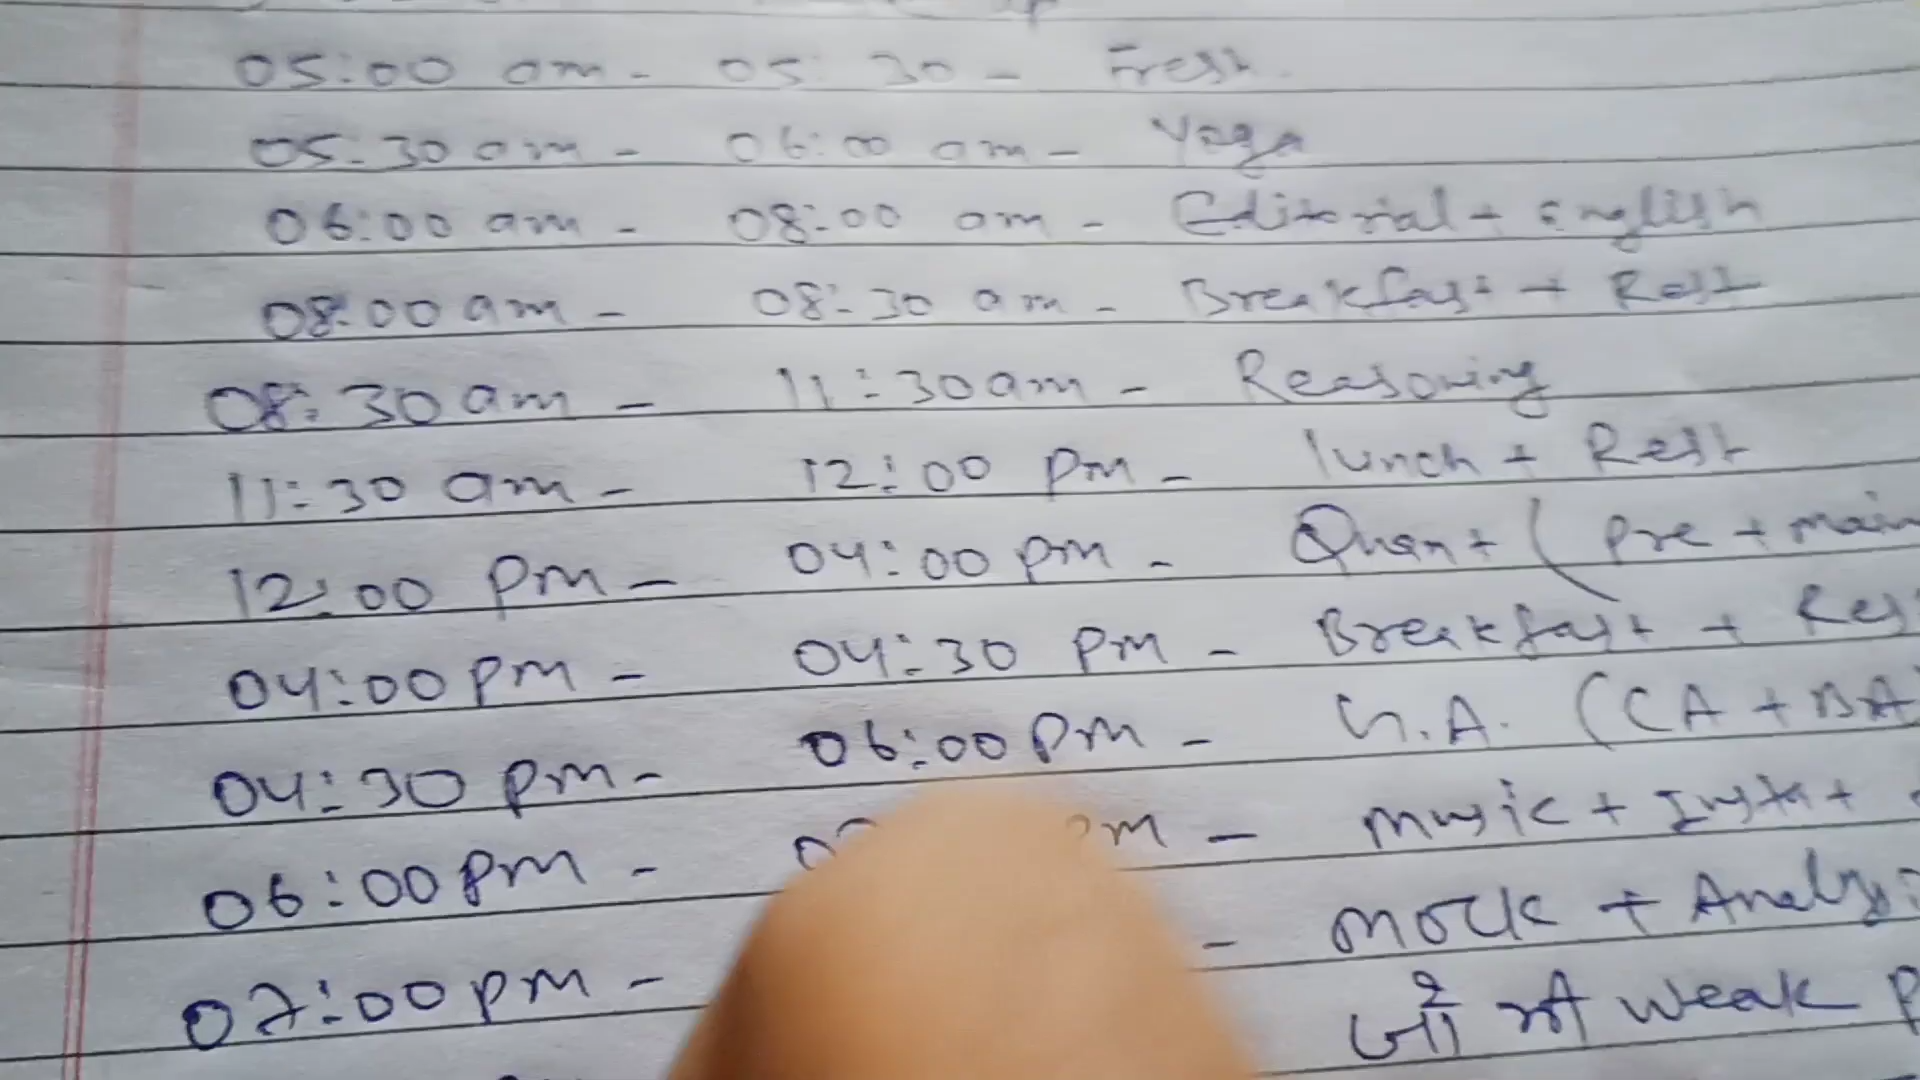 05:00 am - 05:30 - Fresh.
05:30 am - 06:00 am - Yoga
06:00 am - 08:00 am - Editorial + English
08:00 am - 08:30 am - Breakfast + Rest
08:30 am - 11:30 am - Reasoning
11:30 am - 12:00 pm - lunch + Rest
12:00 pm - 04:00 pm - Quant (pre + main
04:00 pm - 04:30 pm - Breakfast + Res
04:30 pm - 06:00 pm - G.A. (CA + BA
06:00 pm - pm - music + Insta +
07:00 pm - - mock + Analysi
जो भी weak P